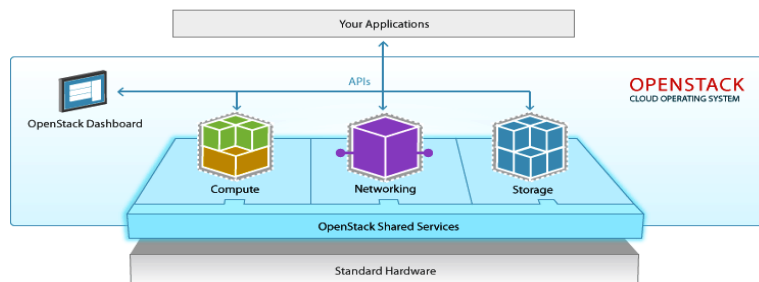 Your Applications
APIs
OPENSTACK
CLOUD OPERATING SYSTEM
OpenStack Dashboard
Compute
Networking
Storage
OpenStack Shared Services
Standard Hardware